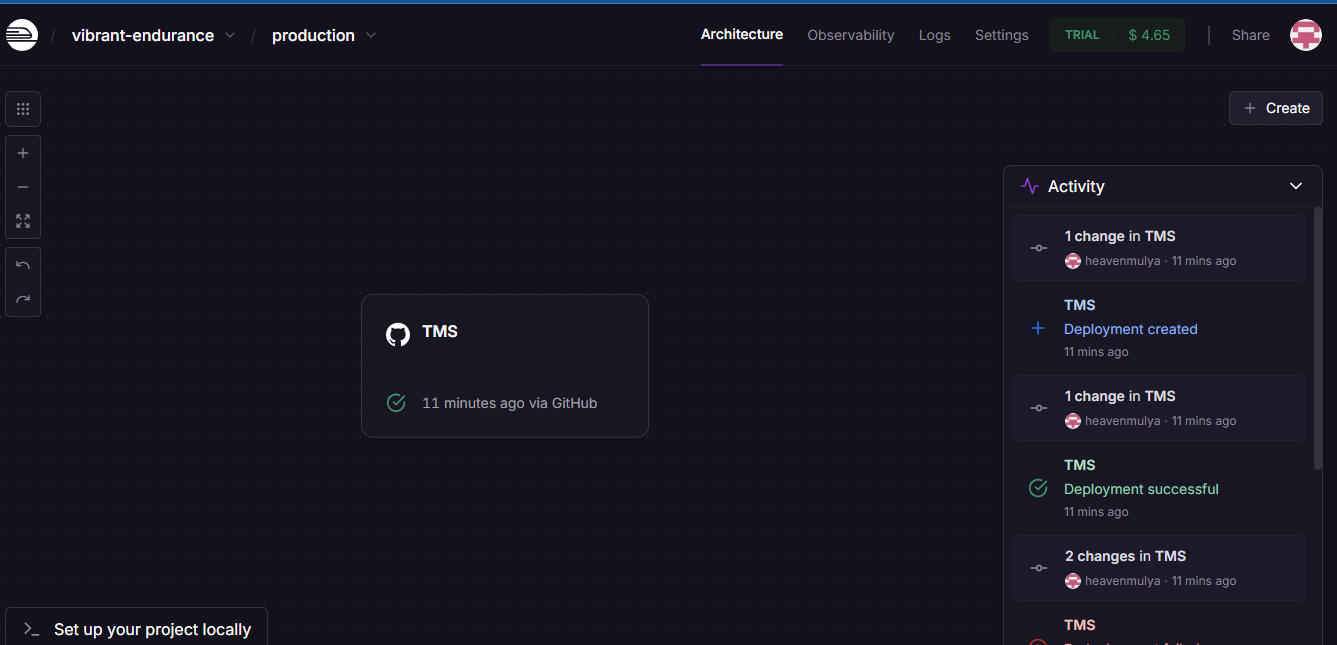 / vibrant-endurance / production
Architecture Observability Logs Settings TRIAL $ 4.65 Share
+ Create
Activity
1 change in TMS
heavenmulya · 11 mins ago
TMS
Deployment created
11 mins ago
1 change in TMS
heavenmulya · 11 mins ago
TMS
Deployment successful
11 mins ago
2 changes in TMS
heavenmulya · 11 mins ago
TMS
TMS
11 minutes ago via GitHub
Set up your project locally